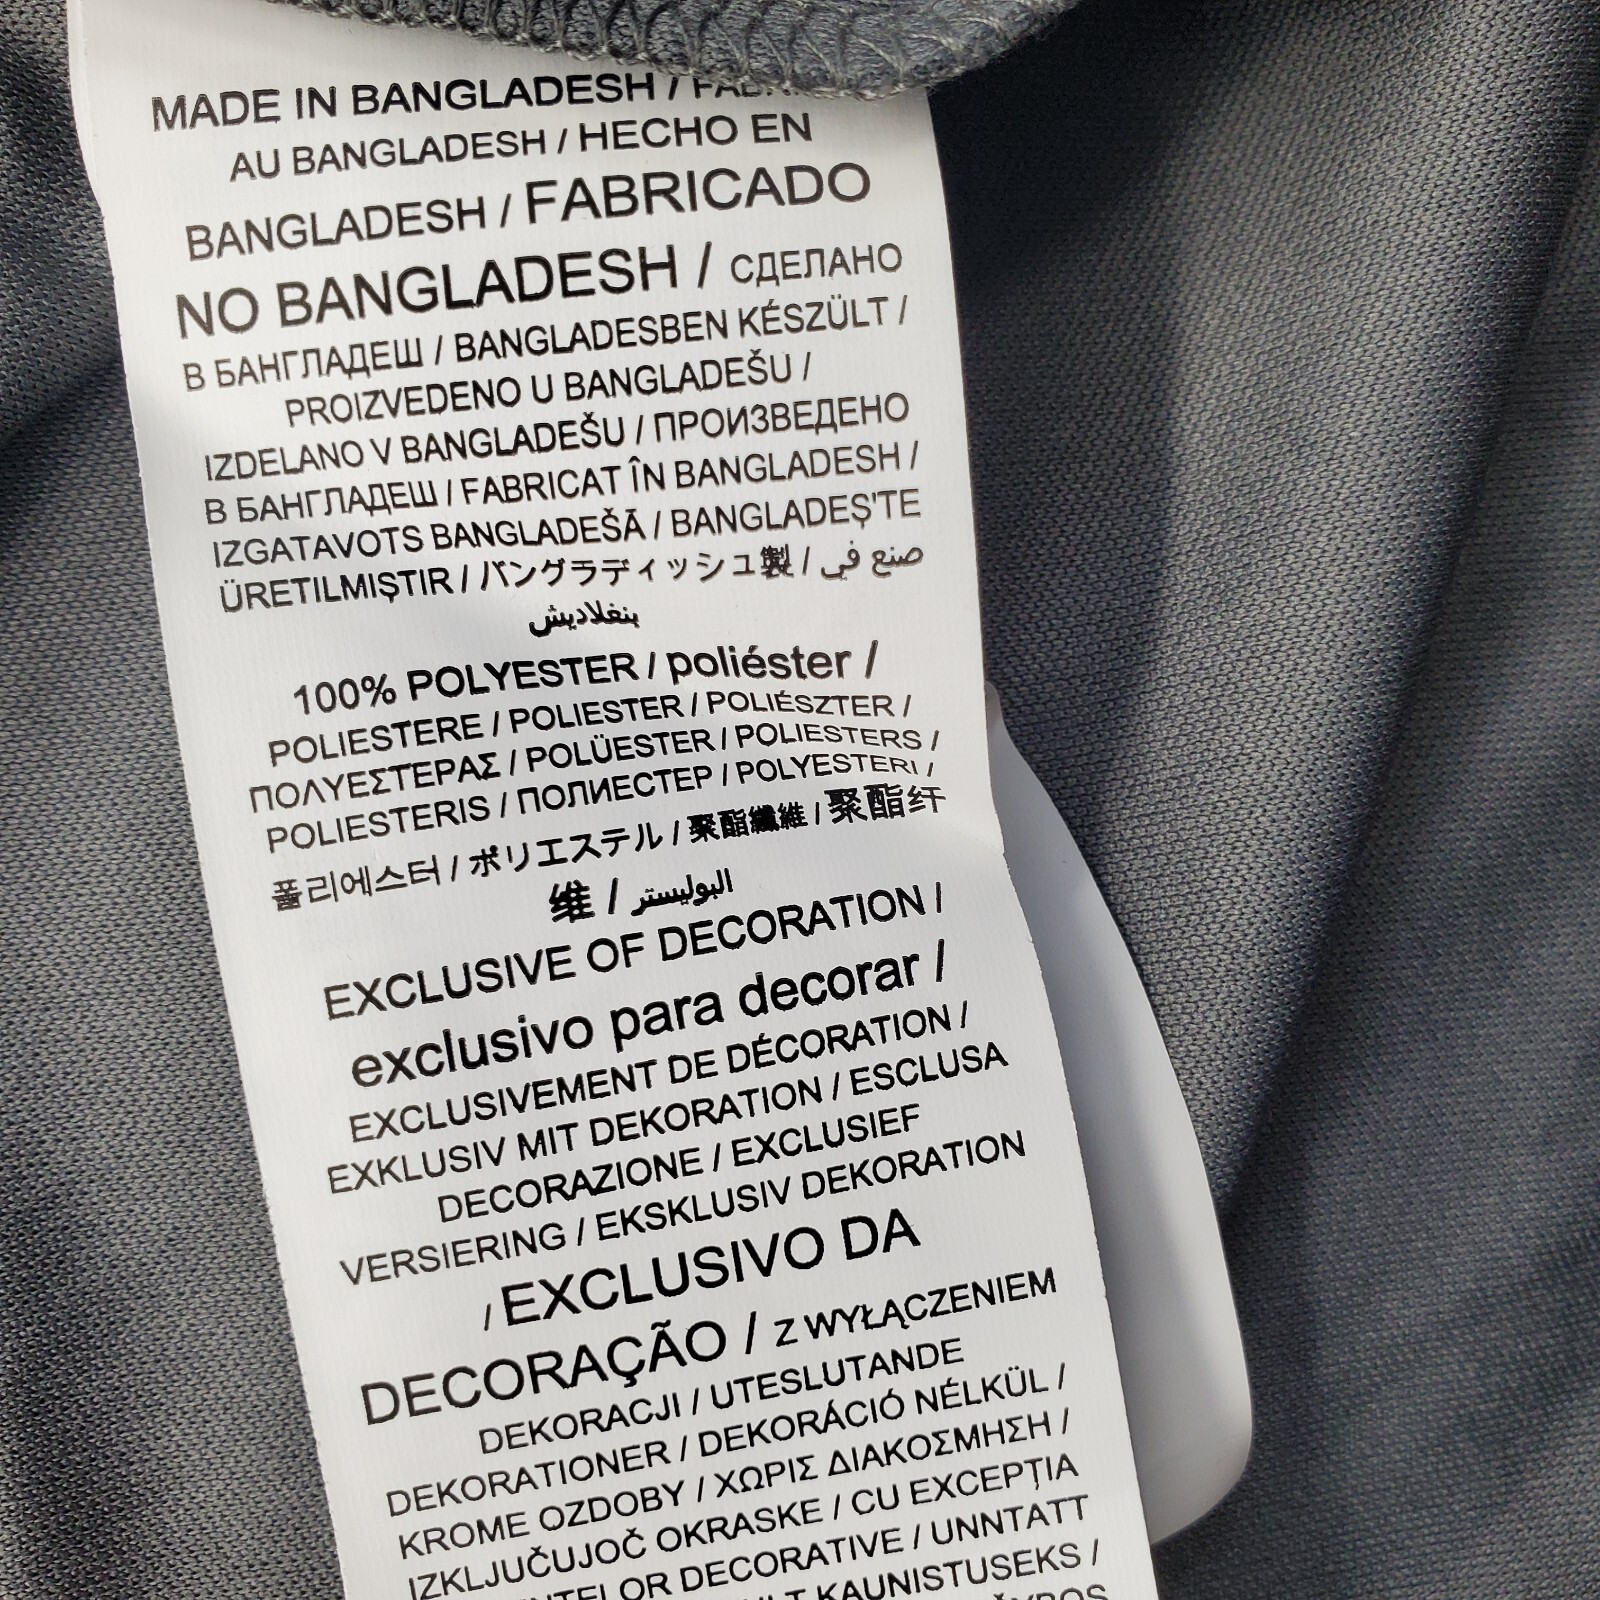 MADE IN BANGLADESH /
AU BANGLADESH / HECHO EN
BANGLADESH / FABRICADO
NO BANGLADESH / СДЕЛАНО
В БАНГЛАДЕШ / BANGLADESBEN KÉSZÜLT /
PROIZVEDENO U BANGLADEŠU /
IZDELANO V BANGLADEŠU / ПРОИЗВЕДЕНО
В БАНГЛАДЕШ / FABRICAT ÎN BANGLADESH /
IZGATAVOTS BANGLADEŠĀ / BANGLADEŞ'TE
ÜRETILMIŞTIR / バングラディッシュ製 / صنع في
بنغلاديش
100% POLYESTER / poliéster /
POLIESTERE / POLIESTER / POLIÉSZTER /
ΠΟΛΥΕΣΤΕΡΑΣ / POLÜESTER / POLIESTERS /
POLIESTERIS / ПОЛИЕСТЕР / POLYESTERI /
폴리에스터 / ポリエステル / 聚酯纖維 / 聚酯纤
维 / البوليستر
EXCLUSIVE OF DECORATION /
exclusivo para decorar /
EXCLUSIVEMENT DE DÉCORATION /
EXKLUSIV MIT DEKORATION / ESCLUSA
DECORAZIONE / EXCLUSIEF
VERSIERING / EKSKLUSIV DEKORATION
/ EXCLUSIVO DA
DECORAÇÃO / Z WYŁĄCZENIEM
DEKORACJI / UTESLUTANDE
DEKORATIONER / DEKORÁCIÓ NÉLKÜL /
KROME OZDOBY / ΧΩΡΙΣ ΔΙΑΚΟΣΜΗΣΗ /
IZKLJUČUJOČ OKRASKE / CU EXCEPȚIA
DECORATIVE / UNNTATT
KAUNISTUSEKS /